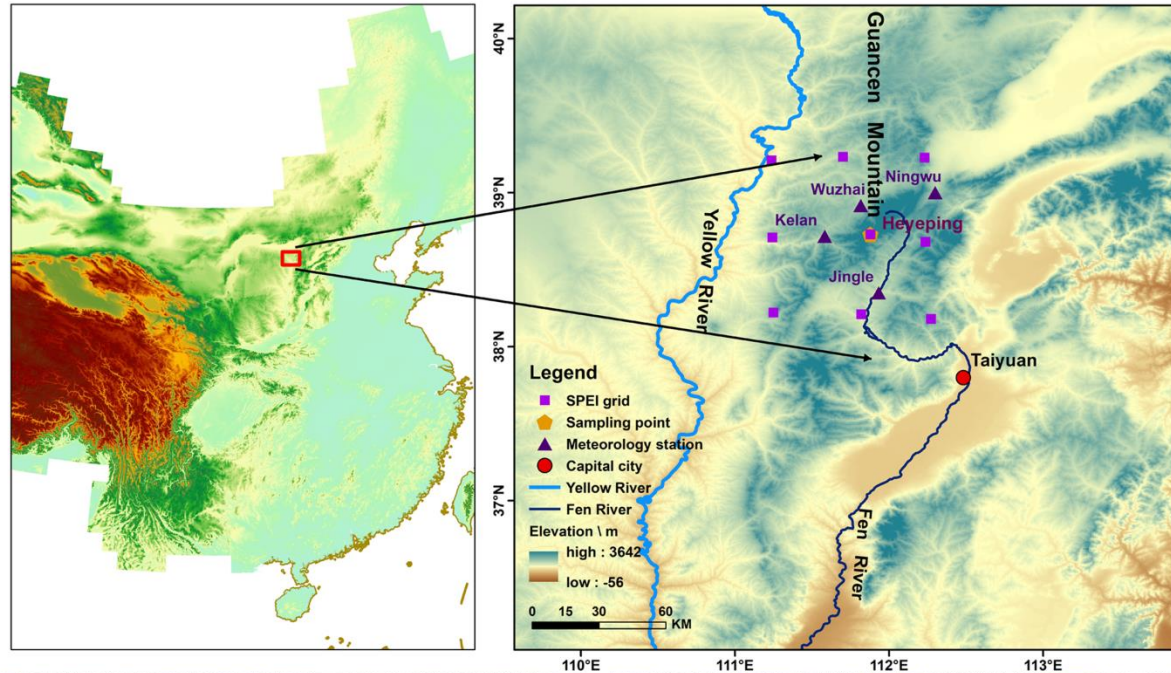 40°N
39°N
38°N
37°N
Guancen Mountain
Ningwu
Wuzhai
Kelan
Heyeping
Jingle
Yellow River
Taiyuan
Fen River
Legend
SPEI grid
Sampling point
Meteorology station
Capital city
Yellow River
Fen River
Elevation \ m
high : 3642
low : -56
0 15 30 60
KM
110°E 111°E 112°E 113°E